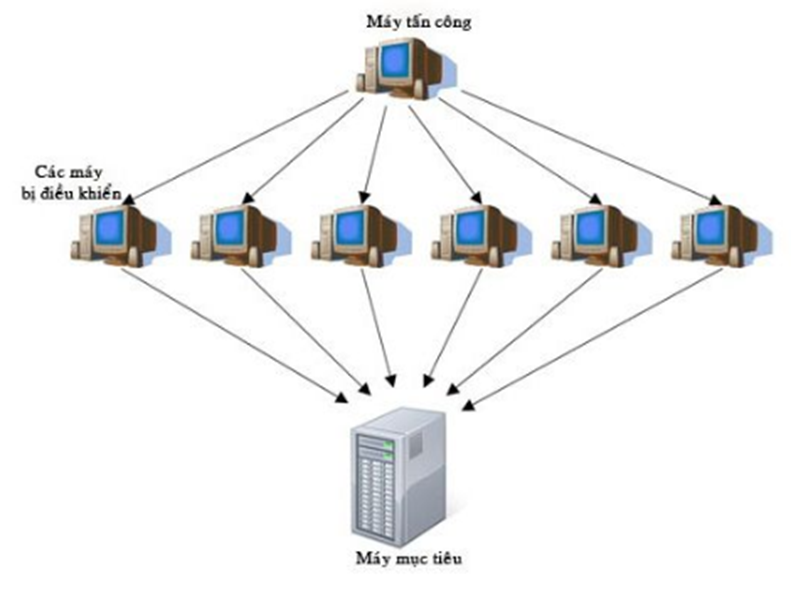 Máy tấn công
Các máy
bị điều khiển
Máy mục tiêu